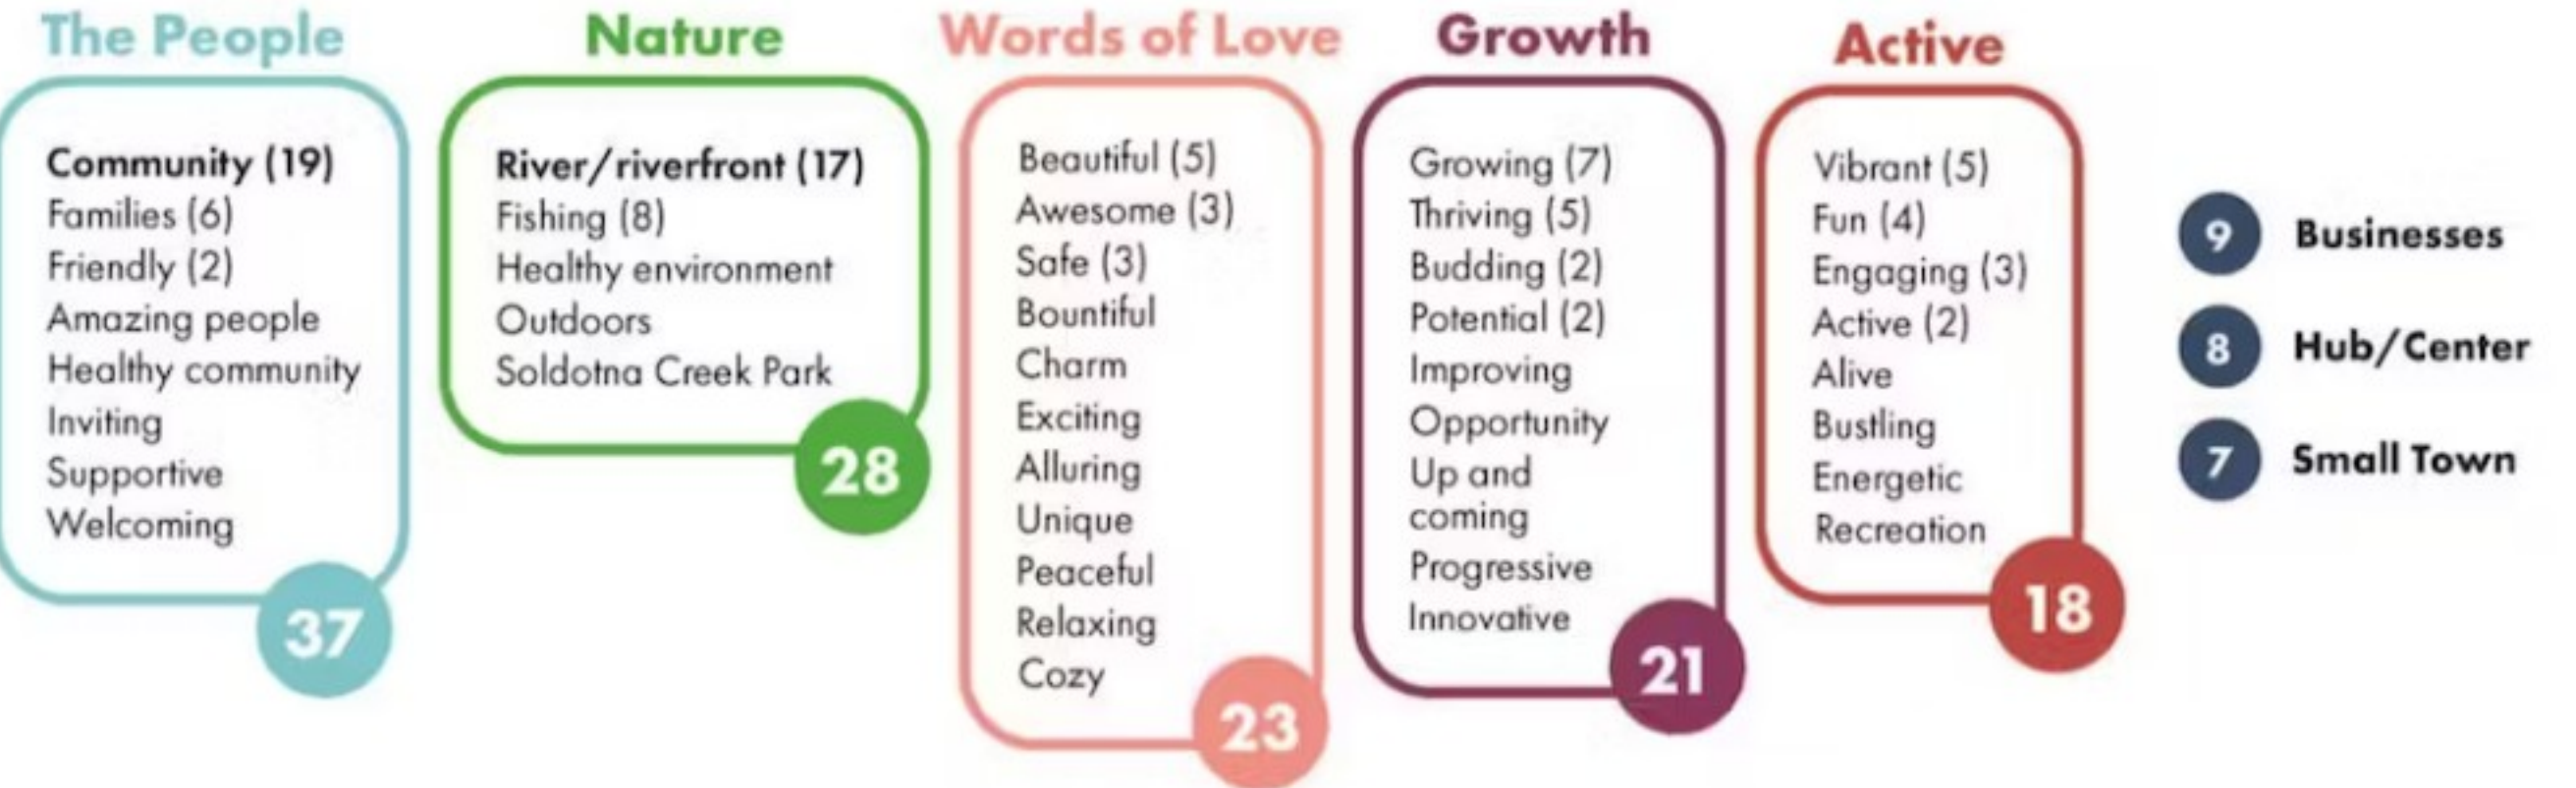 The People
Community (19)
Families (6)
Friendly (2)
Amazing people
Healthy community
Inviting
Supportive
Welcoming
37
Nature
River/riverfront (17)
Fishing (8)
Healthy environment
Outdoors
Soldotna Creek Park
28
Words of Love
Beautiful (5)
Awesome (3)
Safe (3)
Bountiful
Charm
Exciting
Alluring
Unique
Peaceful
Relaxing
Cozy
23
Growth
Growing (7)
Thriving (5)
Budding (2)
Potential (2)
Improving
Opportunity
Up and
coming
Progressive
Innovative
21
Active
Vibrant (5)
Fun (4)
Engaging (3)
Active (2)
Alive
Bustling
Energetic
Recreation
18
9 Businesses
8 Hub/Center
7 Small Town